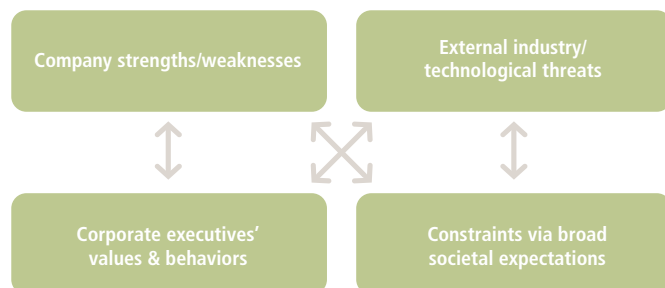 Company strengths/weaknesses
External industry/
technological threats
Corporate executives’
values & behaviors
Constraints via broad
societal expectations